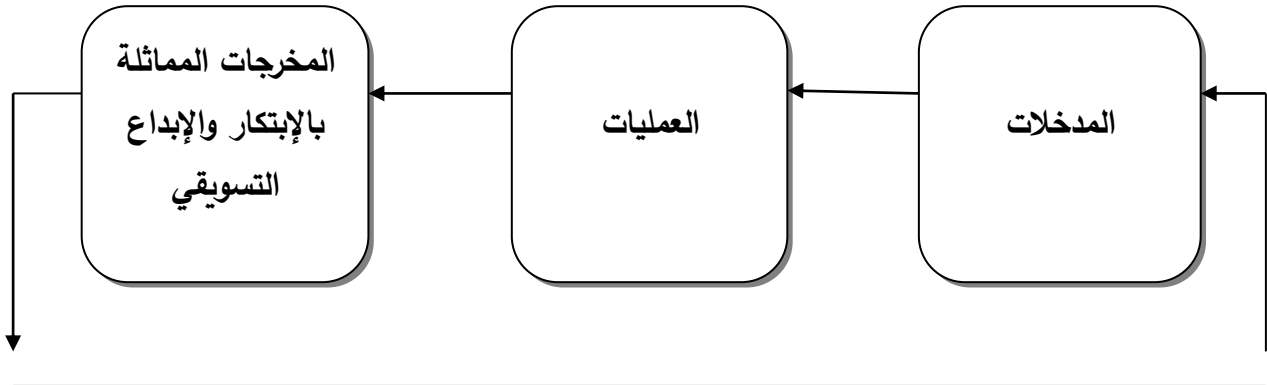 المدخلات
العمليات
المخرجات المماثلة
بالإبتكار والإبداع
التسويقي